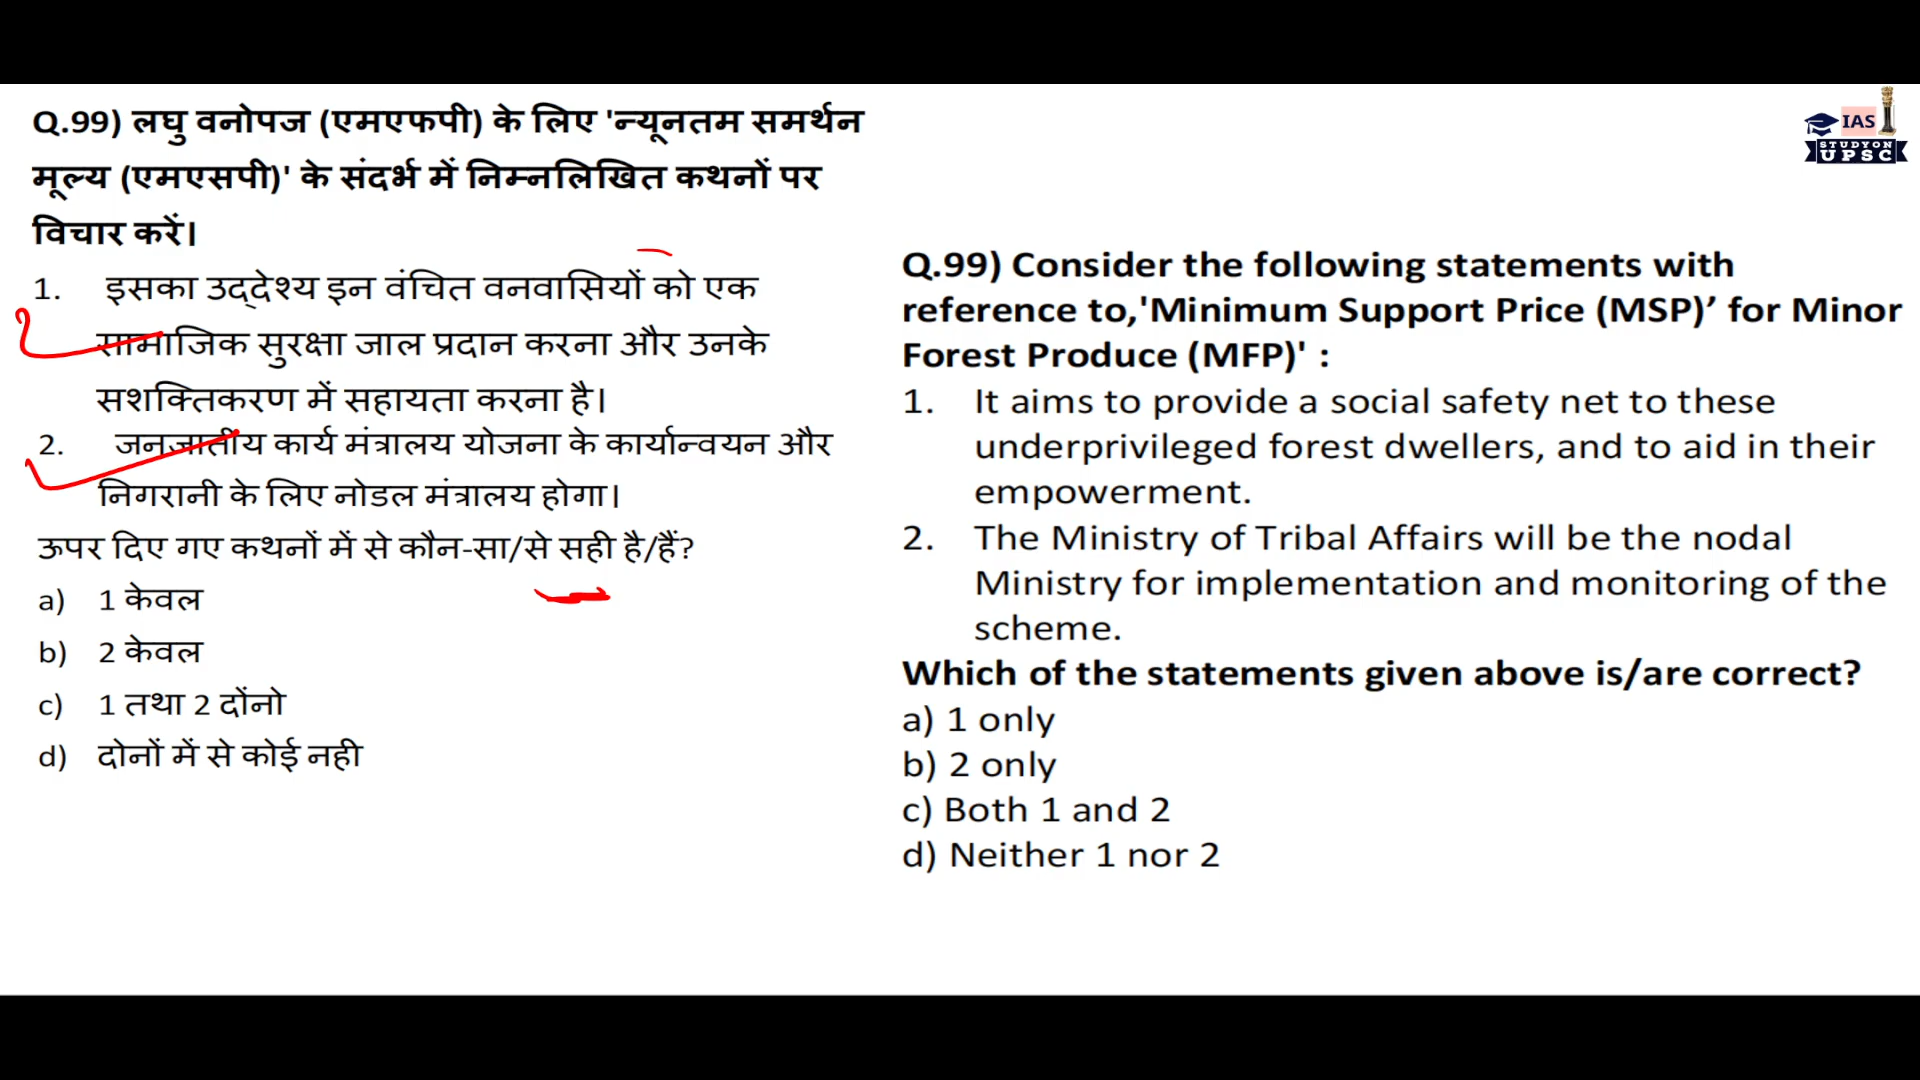 Q.99) लघु वनोपज (एमएफपी) के लिए 'न्यूनतम समर्थन
मूल्य (एमएसपी)' के संदर्भ में निम्नलिखित कथनों पर
विचार करें।
1. इसका उद्देश्य इन वंचित वनवासियों को एक
सामाजिक सुरक्षा जाल प्रदान करना और उनके
सशक्तिकरण में सहायता करना है।
2. जनजातीय कार्य मंत्रालय योजना के कार्यान्वयन और
निगरानी के लिए नोडल मंत्रालय होगा।
ऊपर दिए गए कथनों में से कौन-सा/से सही है/हैं?
a) 1 केवल
b) 2 केवल
c) 1 तथा 2 दोंनो
d) दोनों में से कोई नही
IAS
STUDYON
UPSC
Q.99) Consider the following statements with
reference to,'Minimum Support Price (MSP)’ for Minor
Forest Produce (MFP)' :
1. It aims to provide a social safety net to these
underprivileged forest dwellers, and to aid in their
empowerment.
2. The Ministry of Tribal Affairs will be the nodal
Ministry for implementation and monitoring of the
scheme.
Which of the statements given above is/are correct?
a) 1 only
b) 2 only
c) Both 1 and 2
d) Neither 1 nor 2